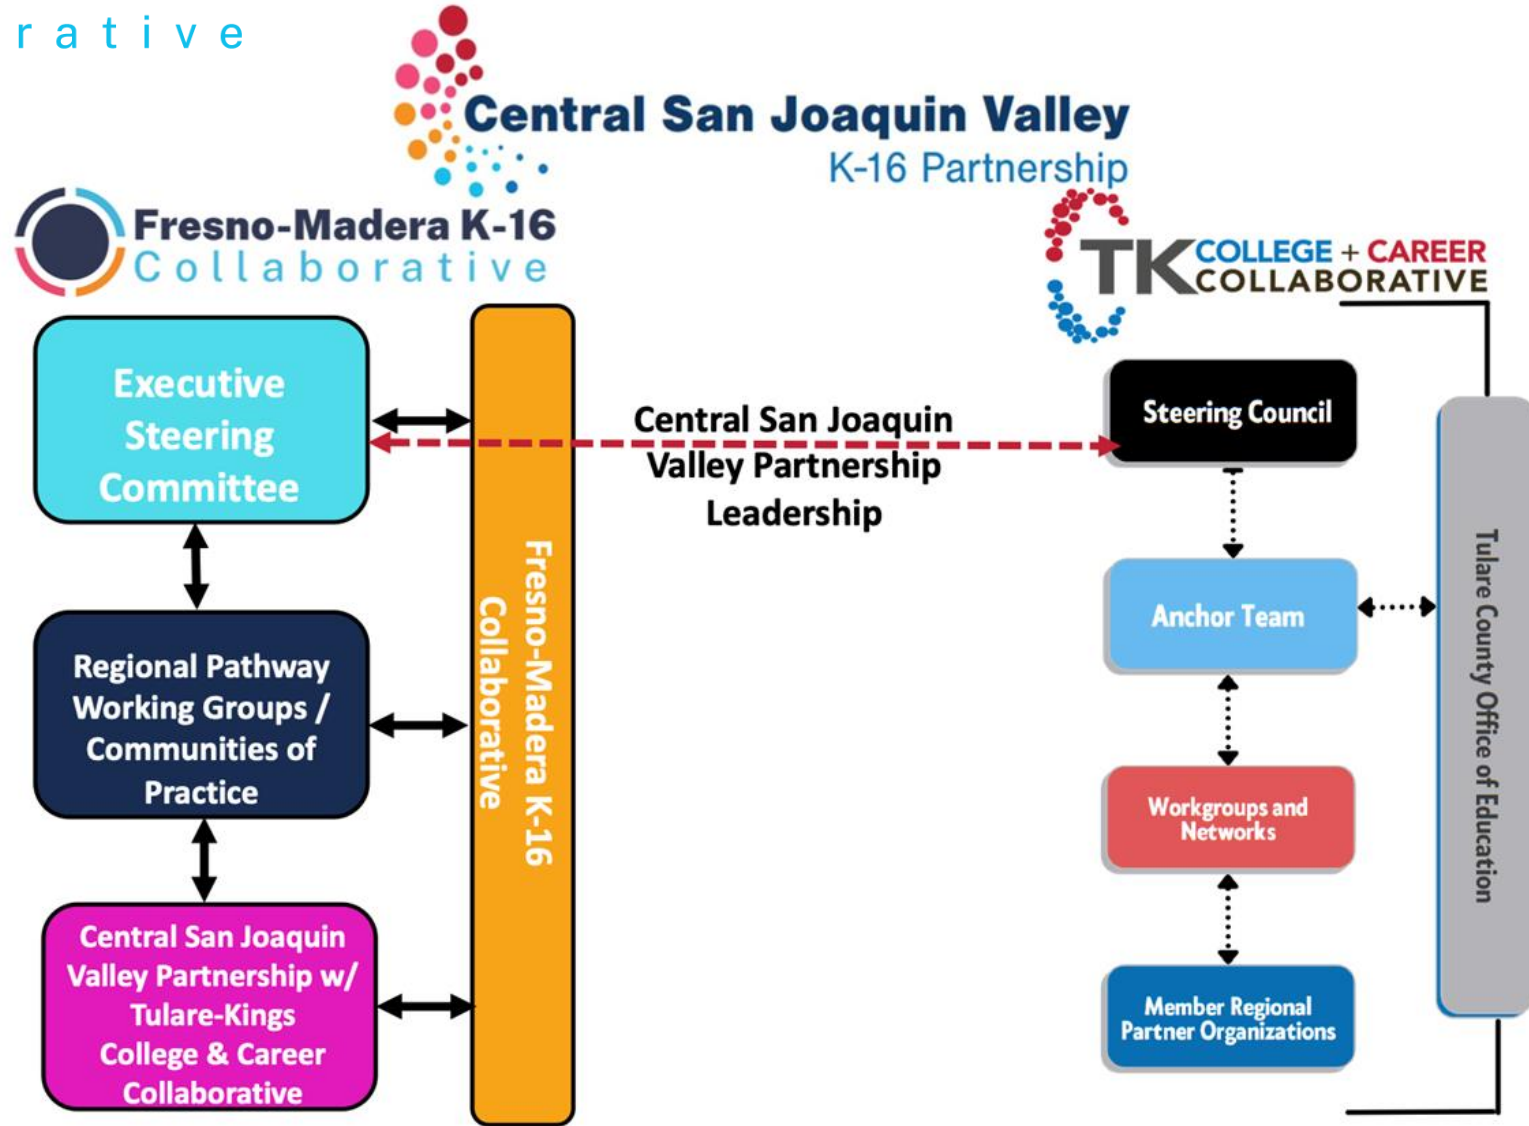 rative
Central San Joaquin Valley
K-16 Partnership
Fresno-Madera K-16
Collaborative
TK COLLEGE + CAREER
COLLABORATIVE
Executive
Steering
Committee
Regional Pathway
Working Groups /
Communities of
Practice
Central San Joaquin
Valley Partnership w/
Tulare-Kings
College & Career
Collaborative
Fresno-Madera K-16
Collaborative
Central San Joaquin
Valley Partnership
Leadership
Steering Council
Anchor Team
Workgroups and
Networks
Member Regional
Partner Organizations
Tulare County Office of Education